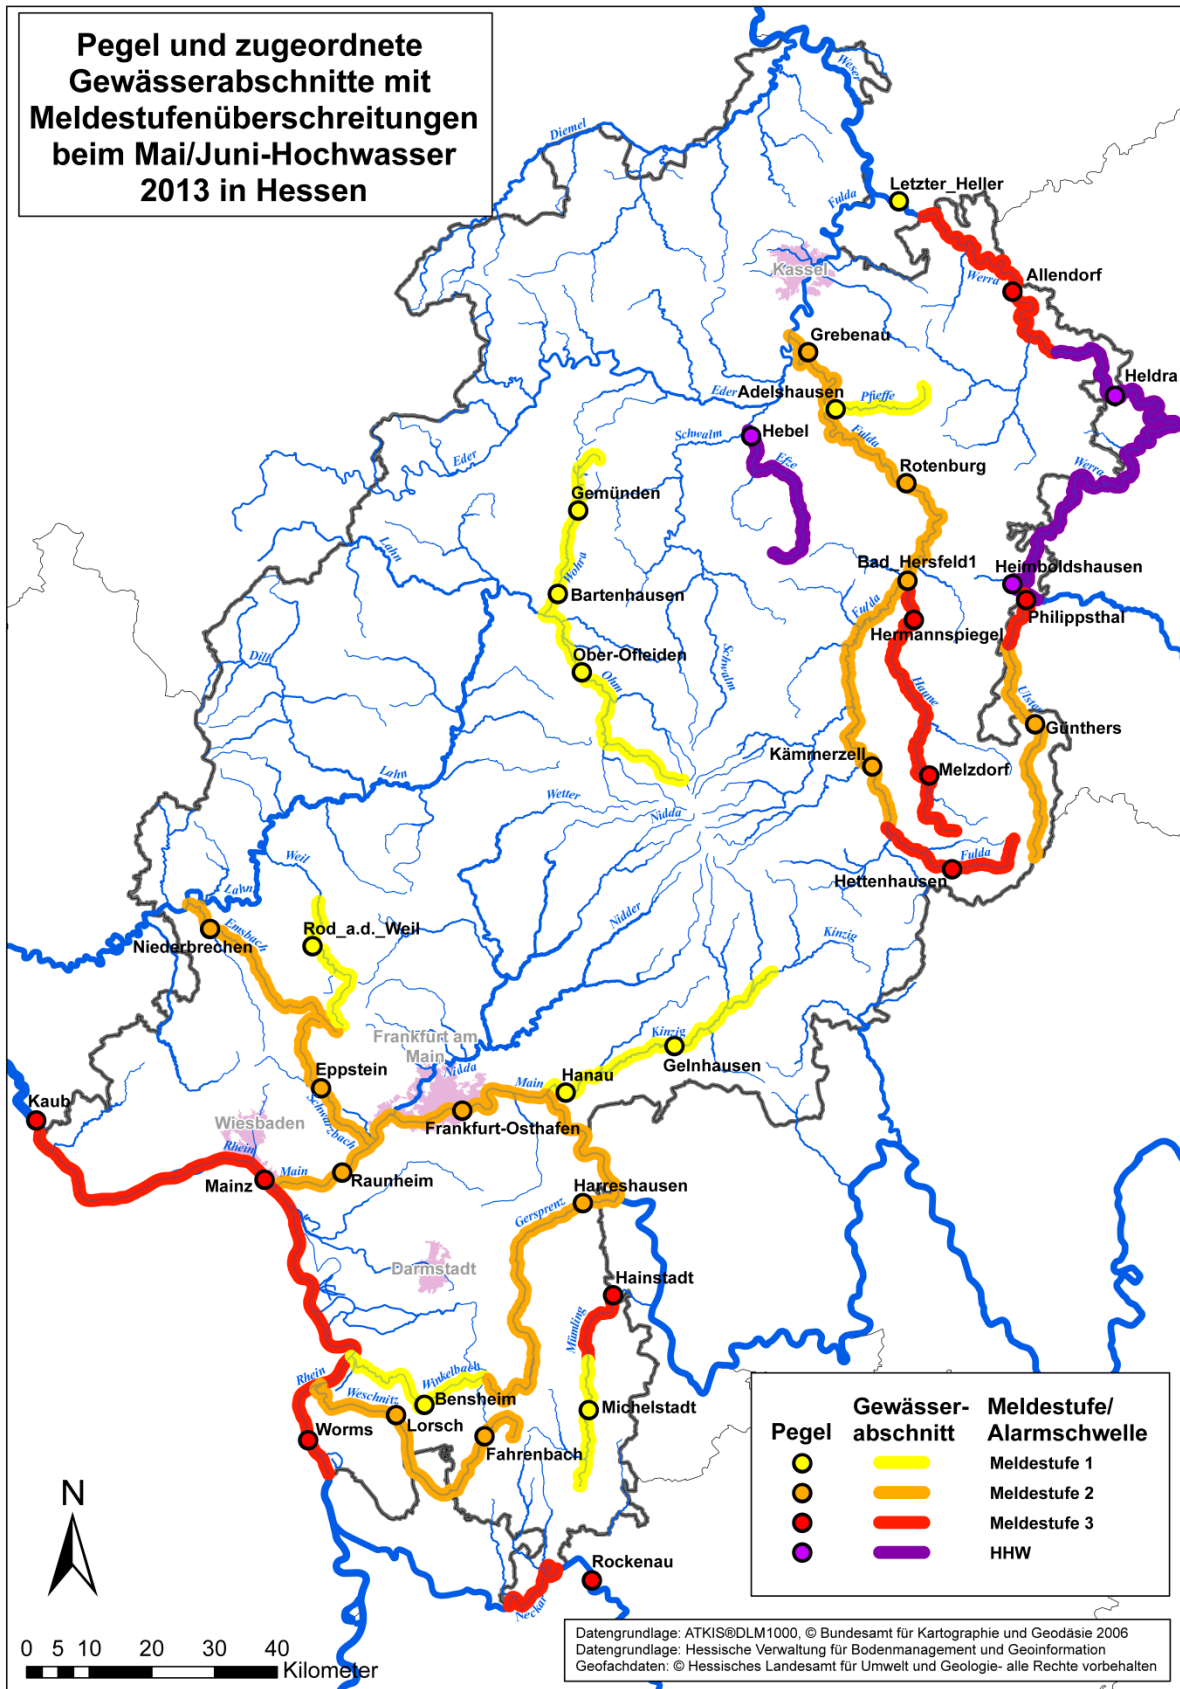 Pegel und zugeordnete
Gewässerabschnitte mit
Meldestufenüberschreitungen
beim Mai/Juni-Hochwasser
2013 in Hessen
Weser
Diemel
Letzter_Heller
Fulda
Kassel
Werra
Allendorf
Grebenau
Heldra
Eder
Adelshausen
Pfieffe
Schwalm
Hebel
Fulda
Eder
Efze
Rotenburg
Werra
Gemünden
Lahn
Wohra
Bad_Hersfeld1
Heimboldshausen
Bartenhausen
Fulda
Philippsthal
Hermannspiegel
Dill
Ober-Ofleiden
Schwalm
Ohm
Haune
Ulster
Günthers
Kämmerzell
Melzdorf
Lahn
Wetter
Nidda
Weil
Fulda
Hettenhausen
Lahn
Emsbach
Rod_a.d._Weil
Nidder
Niederbrechen
Kinzig
Frankfurt am
Main
Kinzig
Gelnhausen
Nidda
Eppstein
Main
Hanau
Kaub
Wiesbaden
Schwarzbach
Frankfurt-Osthafen
Rhein
Main
Mainz
Raunheim
Harreshausen
Gersprenz
Darmstadt
Hainstadt
Mümling
Rhein
Winkelbach
Weschnitz
Bensheim
Michelstadt
Lorsch
Worms
Fahrenbach
Rockenau
Neckar
Pegel
Gewässer-
abschnitt
Meldestufe/
Alarmschwelle
Meldestufe 1
Meldestufe 2
Meldestufe 3
HHW
N
0 5 10 20 30 40
Kilometer
Datengrundlage: ATKIS®DLM1000, © Bundesamt für Kartographie und Geodäsie 2006
Datengrundlage: Hessische Verwaltung für Bodenmanagement und Geoinformation
Geofachdaten: © Hessisches Landesamt für Umwelt und Geologie- alle Rechte vorbehalten